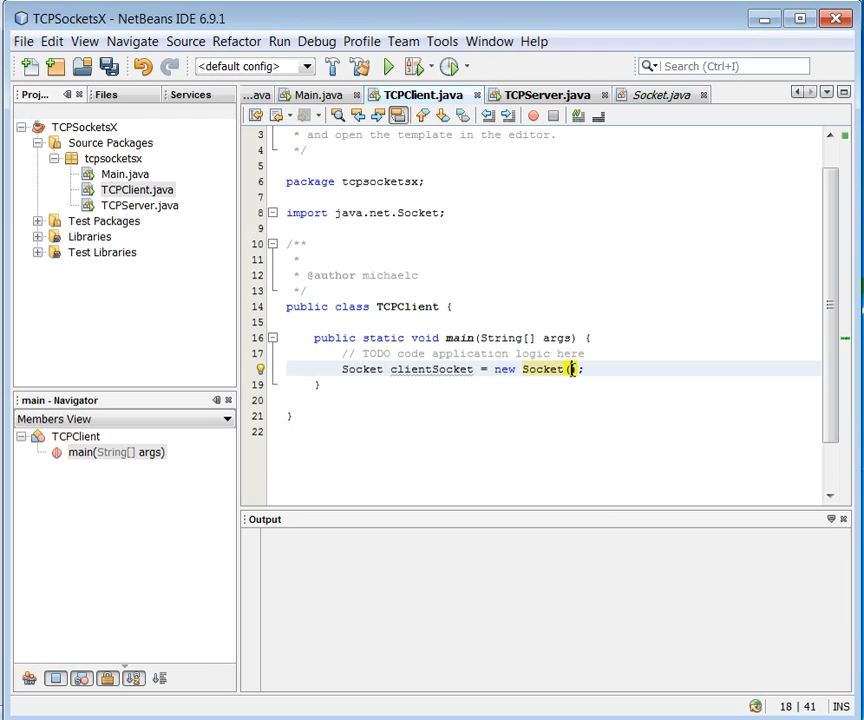 TCPSocketsX - NetBeans IDE 6.9.1
File Edit View Navigate Source Refactor Run Debug Profile Team Tools Window Help
<default config>
Search (Ctrl+I)
Proj... Files Services
...ava Main.java TCPClient.java TCPServer.java Socket.java
TCPSocketsX
Source Packages
tcpsocketsx
Main.java
TCPClient.java
TCPServer.java
Test Packages
Libraries
Test Libraries
3 * and open the template in the editor.
4 */
5
6 package tcpsocketsx;
7
8 import java.net.Socket;
9
10 /**
11 *
12 * @author michaelc
13 */
14 public class TCPClient {
15
16 public static void main(String[] args) {
17 // TODO code application logic here
Socket clientSocket = new Socket();
19 }
20
21 }
22
main - Navigator
Members View
TCPClient
main(String[] args)
Output
18 | 41 INS